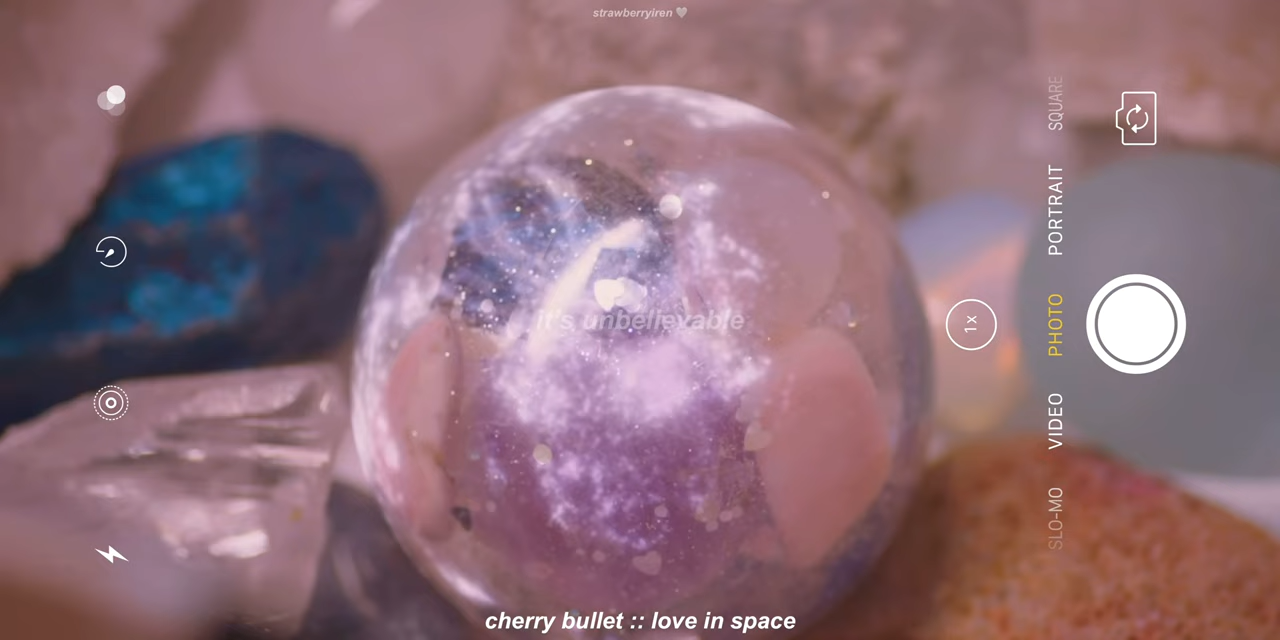 strawberryiren 🤍
SQUARE
PORTRAIT
PHOTO
VIDEO
SLO-MO
1x
it's unbelievable
cherry bullet :: love in space